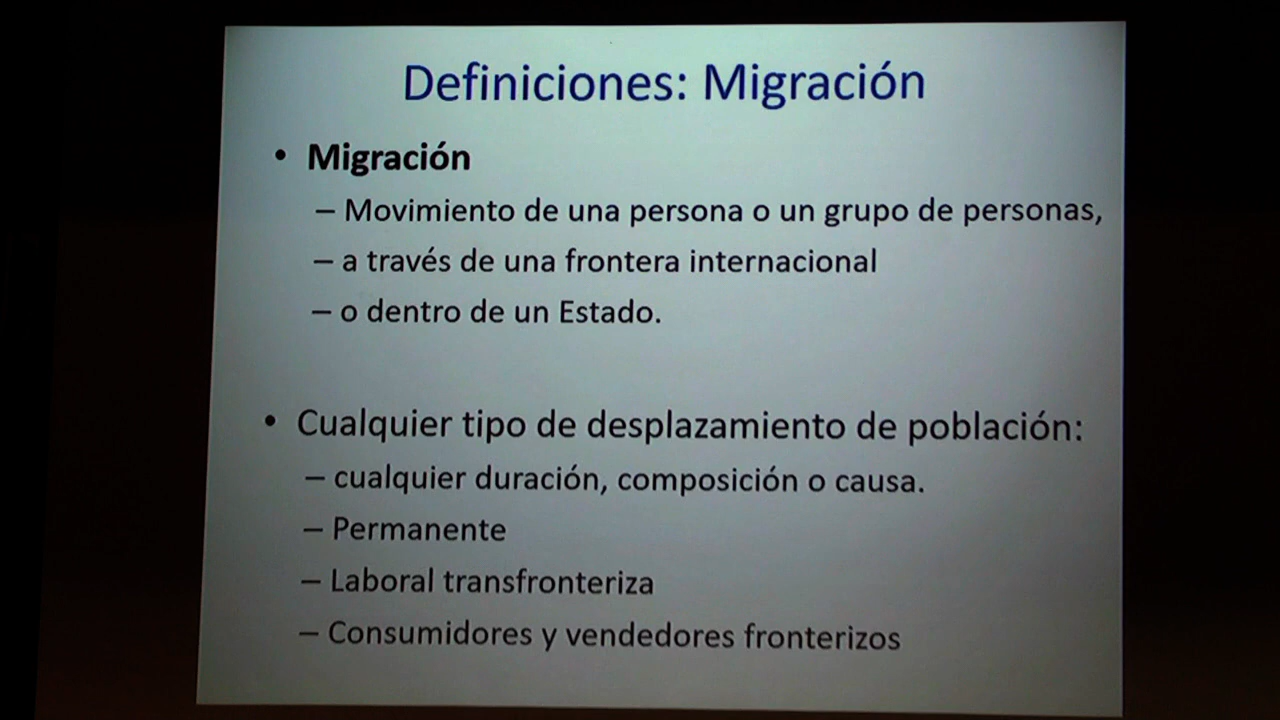 Definiciones: Migración
• Migración
– Movimiento de una persona o un grupo de personas,
– a través de una frontera internacional
– o dentro de un Estado.
• Cualquier tipo de desplazamiento de población:
– cualquier duración, composición o causa.
– Permanente
– Laboral transfronteriza
– Consumidores y vendedores fronterizos